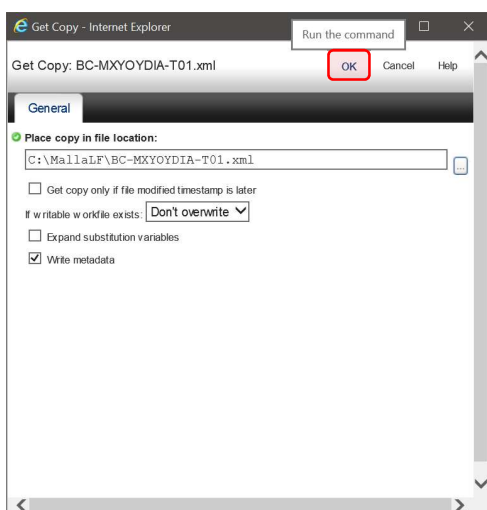 Get Copy - Internet Explorer
Run the command
Get Copy: BC-MXYOYDIA-T01.xml
OK Cancel Help
General
Place copy in file location:
C:\MallaLF\BC-MXYOYDIA-T01.xml
...
Get copy only if file modified timestamp is later
If writable workfile exists: Don't overwrite
Expand substitution variables
Write metadata